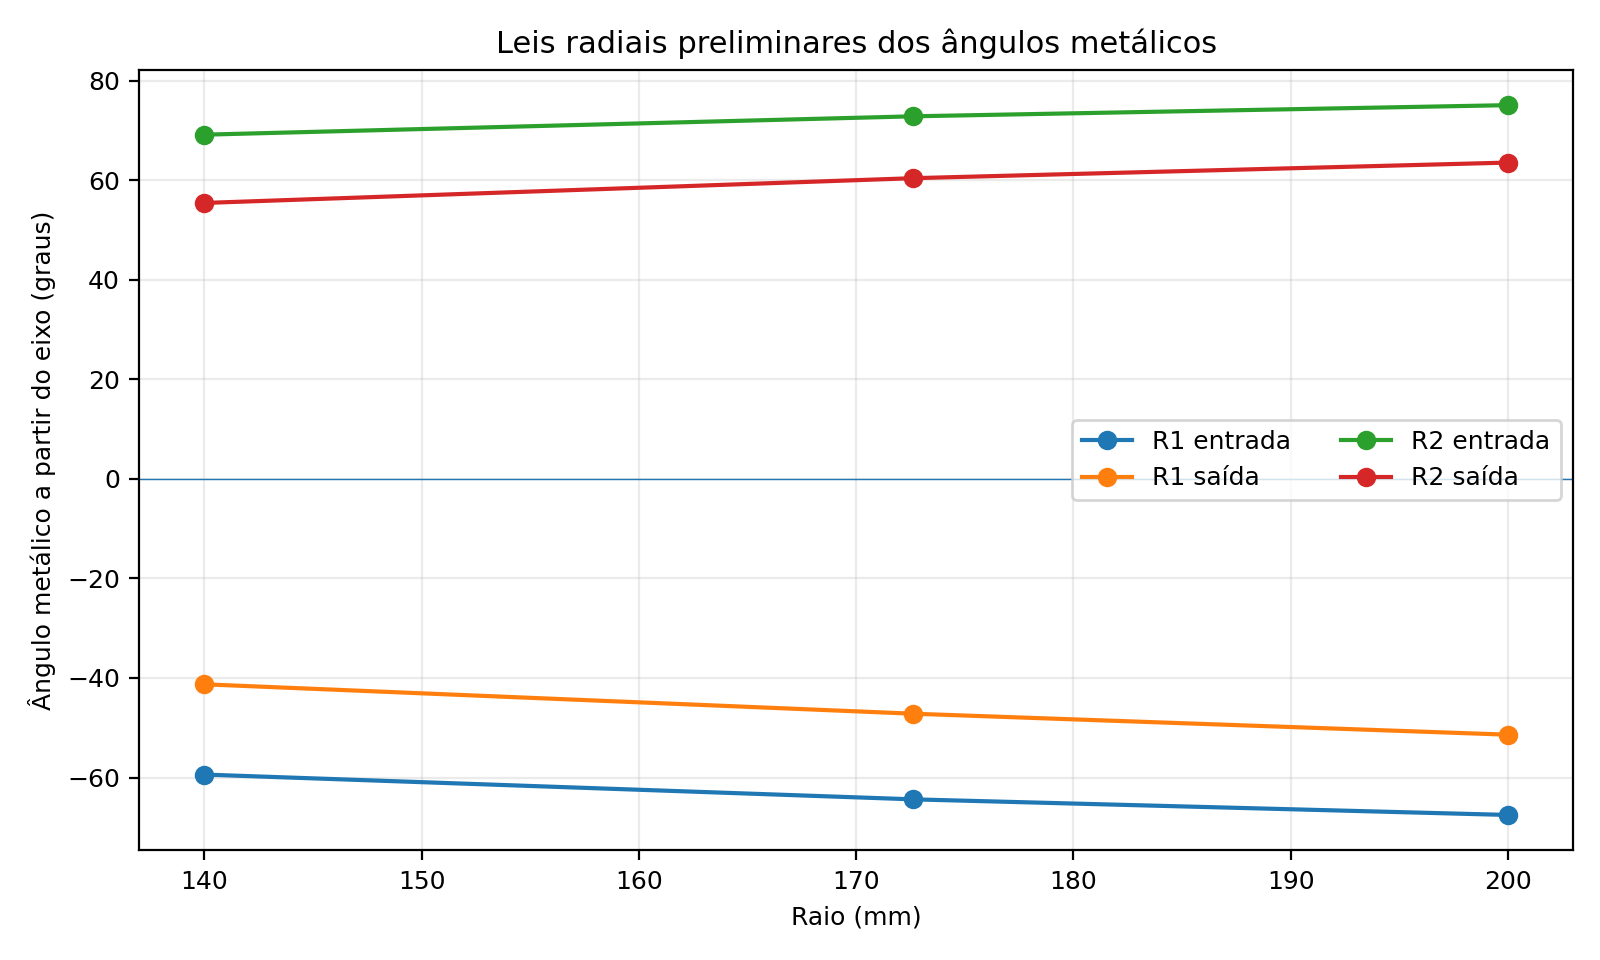 Leis radiais preliminares dos ângulos metálicos
Ângulo metálico a partir do eixo (graus)
80
60
40
20
0
−20
−40
−60
R1 entrada
R1 saída
R2 entrada
R2 saída
140 150 160 170 180 190 200
Raio (mm)